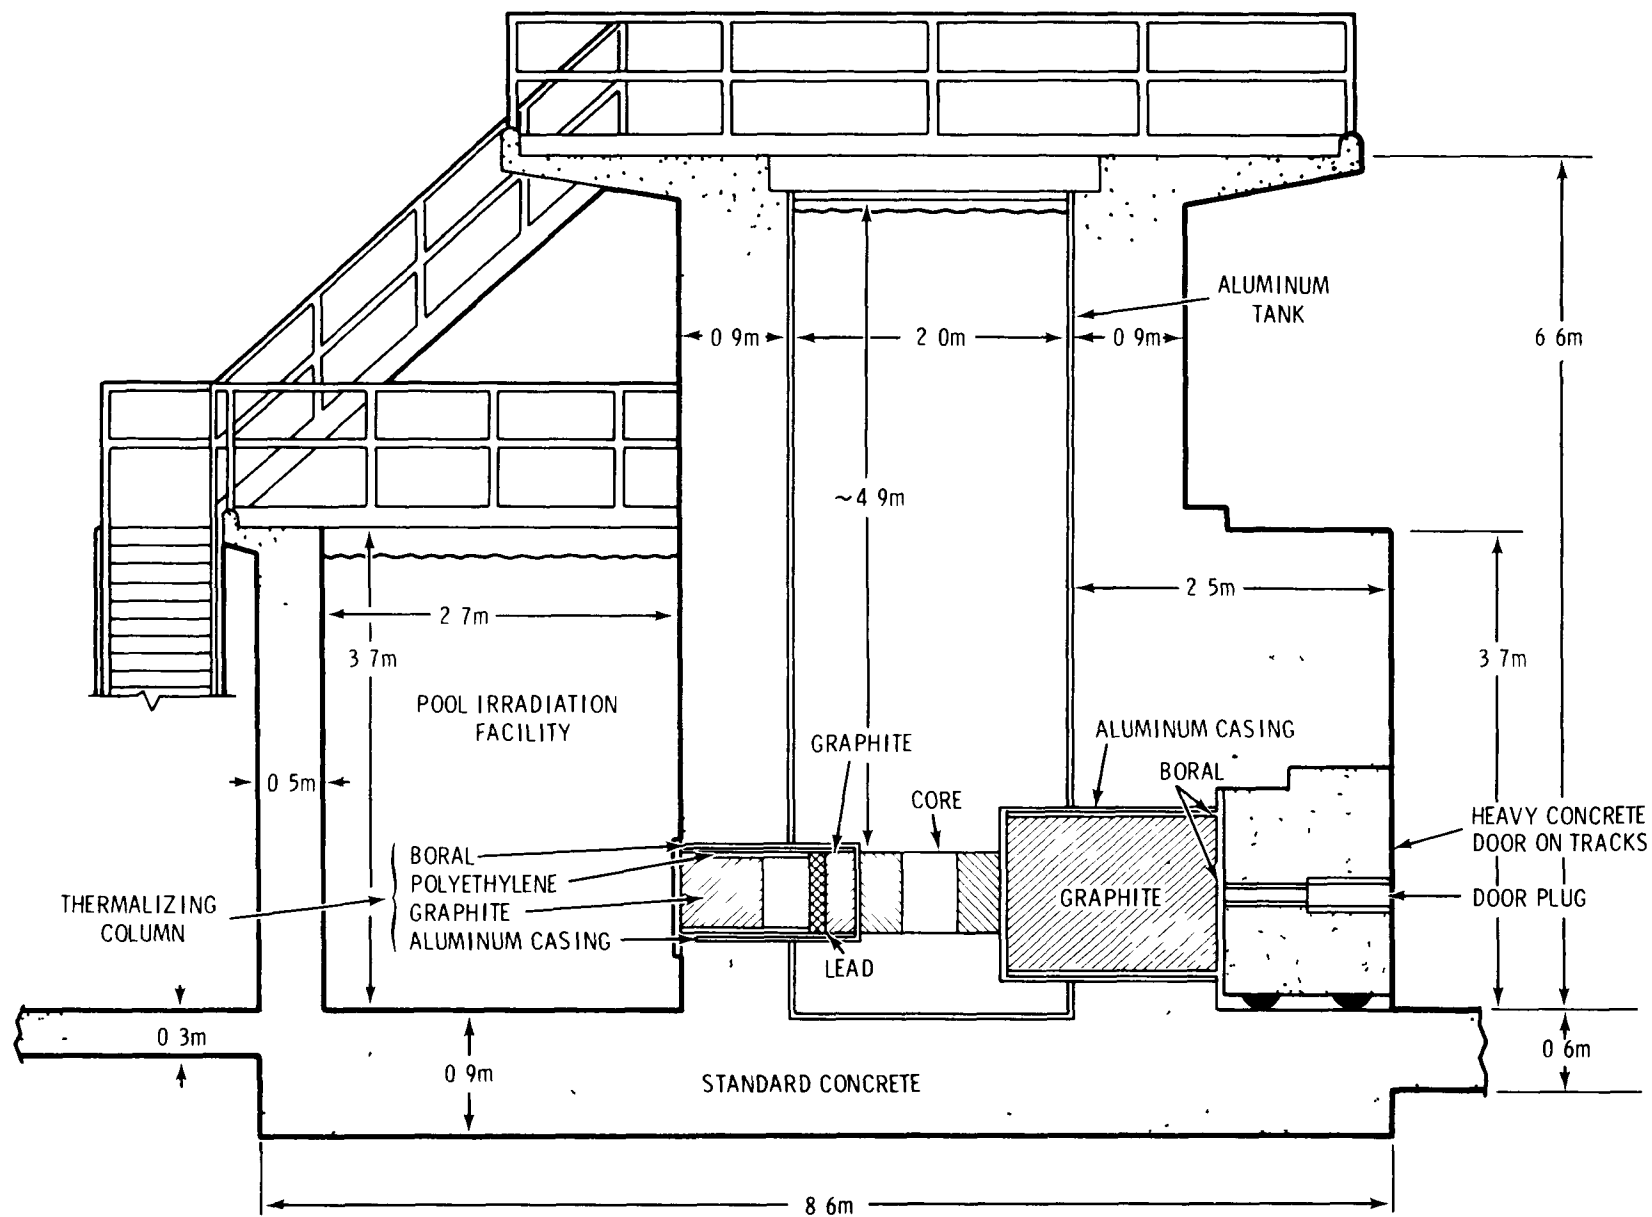 ALUMINUM
TANK
0 9m
2 0m
0 9m
6 6m
~4 9m
2 5m
2 7m
3 7m
3 7m
POOL IRRADIATION
FACILITY
GRAPHITE
ALUMINUM CASING
BORAL
0 5m
CORE
HEAVY CONCRETE
DOOR ON TRACKS
BORAL
POLYETHYLENE
GRAPHITE
ALUMINUM CASING
THERMALIZING
COLUMN
GRAPHITE
DOOR PLUG
LEAD
0 3m
0 6m
0 9m
STANDARD CONCRETE
8 6m